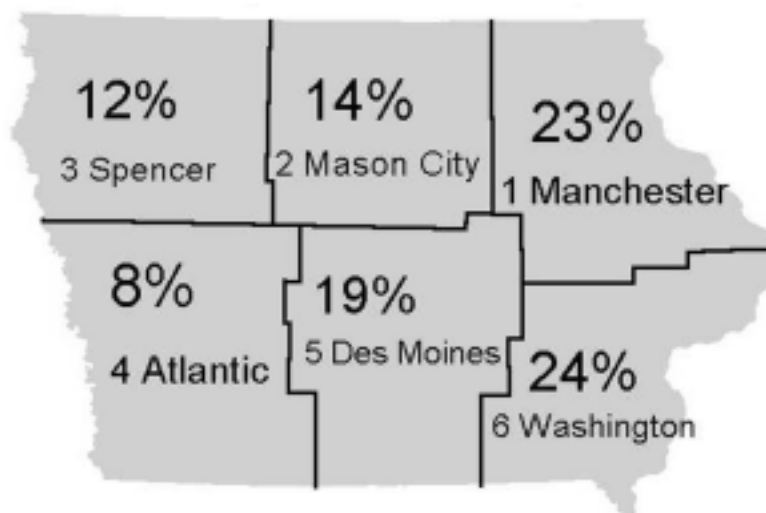 12%
3 Spencer
14%
2 Mason City
23%
1 Manchester
8%
4 Atlantic
19%
5 Des Moines
24%
6 Washington